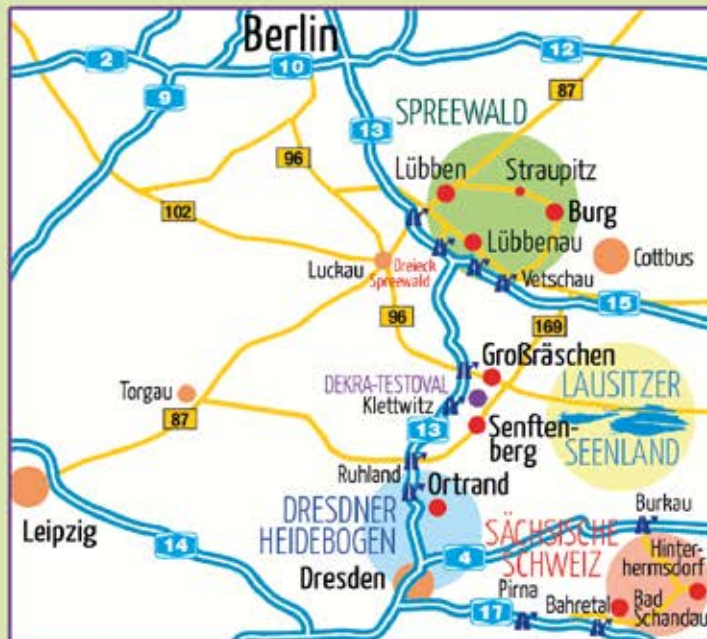 Berlin
2
10
12
9
87
13
SPREEWALD
96
Lübben
Straupitz
102
Burg
Lübbenau
Luckau
Dreieck
Spreewald
Cottbus
Vetschau
15
96
169
Großräschen
DEKRA-TESTOVAL
Klettwitz
LAUSITZER
SEENLAND
Torgau
87
13
Senften-
berg
Ruhland
Ortrand
Leipzig
DRESDNER
HEIDEBOGEN
SÄCHSISCHE
SCHWEIZ
Burkau
14
4
Hinter-
hermsdorf
Dresden
Pirna
17
Bahretal
Bad
Schandau